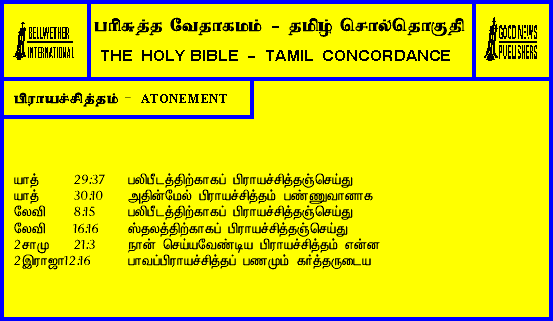 BELLWETHER
INTERNATIONAL
பரிசுத்த வேதாகமம் - தமிழ் சொல்தொகுதி
THE HOLY BIBLE - TAMIL CONCORDANCE
GOOD NEWS
PUBLISHERS
பிராயச்சித்தம் - ATONEMENT
யாத் 29:37 பலிபீடத்திற்காகப் பிராயச்சித்தஞ்செய்து
யாத் 30:10 அதின்மேல் பிராயச்சித்தம் பண்ணுவானாக
லேவி 8:15 பலிபீடத்திற்காகப் பிராயச்சித்தஞ்செய்து
லேவி 16:16 ஸ்தலத்திற்காகப் பிராயச்சித்தஞ்செய்து
2சாமு 21:3 நான் செய்யவேண்டிய பிராயச்சித்தம் என்ன
2இராஜா12:16 பாவப்பிராயச்சித்தப் பணமும் கர்த்தருடைய